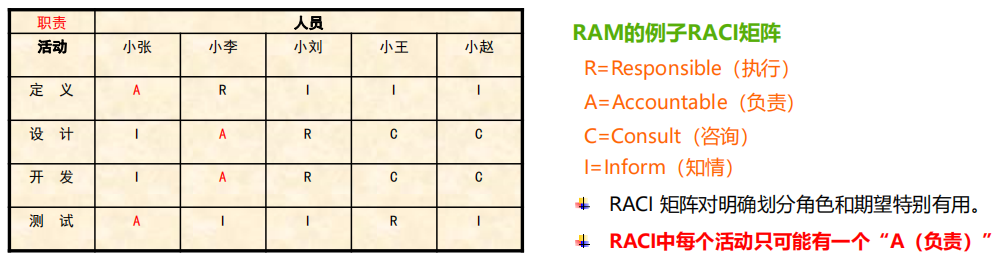 职责 人员
活动 小张 小李 小刘 小王 小赵
定 义 A R I I I
设 计 I A R C C
开 发 I A R C C
测 试 A I I R I
RAM的例子RACI矩阵
R=Responsible（执行）
A=Accountable（负责）
C=Consult（咨询）
I=Inform（知情）
RACI 矩阵对明确划分角色和期望特别有用。
RACI中每个活动只可能有一个“A（负责）”